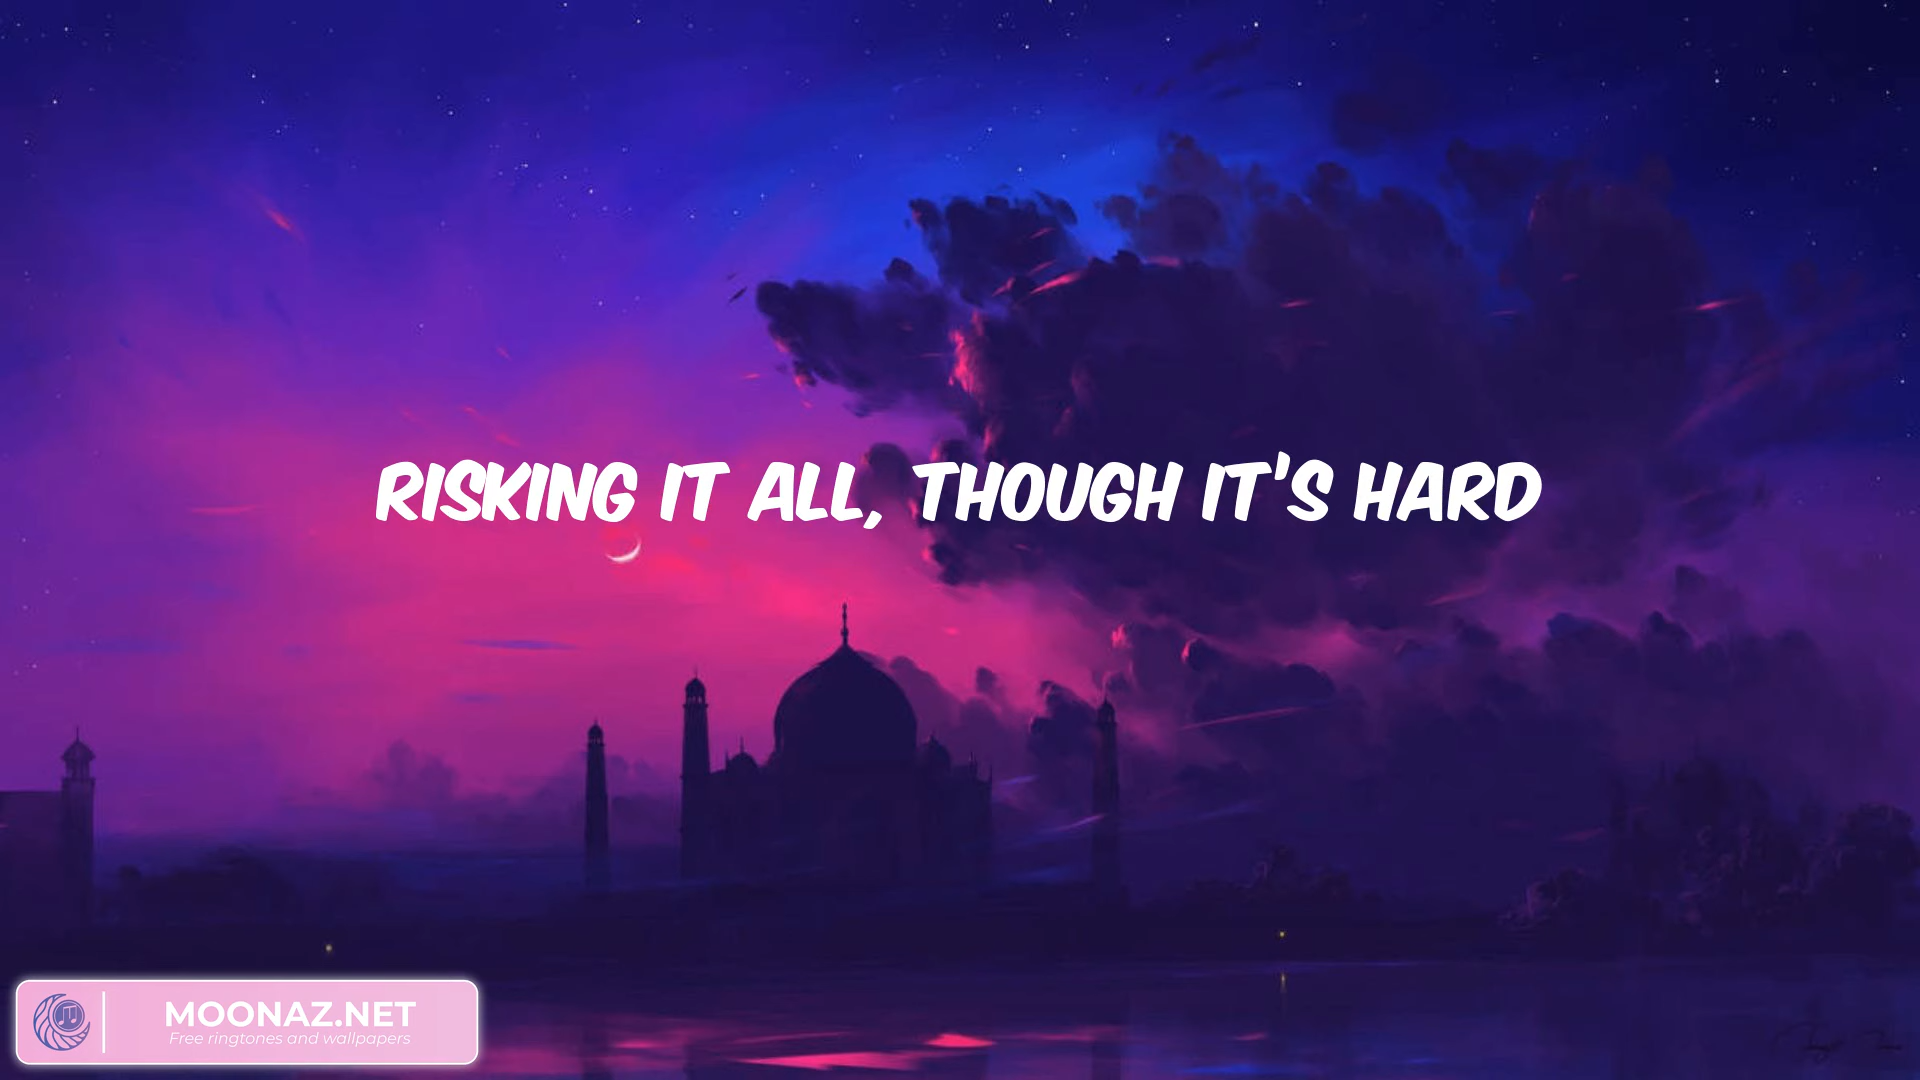 RISKING IT ALL, THOUGH IT'S HARD
MOONAZ.NET
Free ringtones and wallpapers